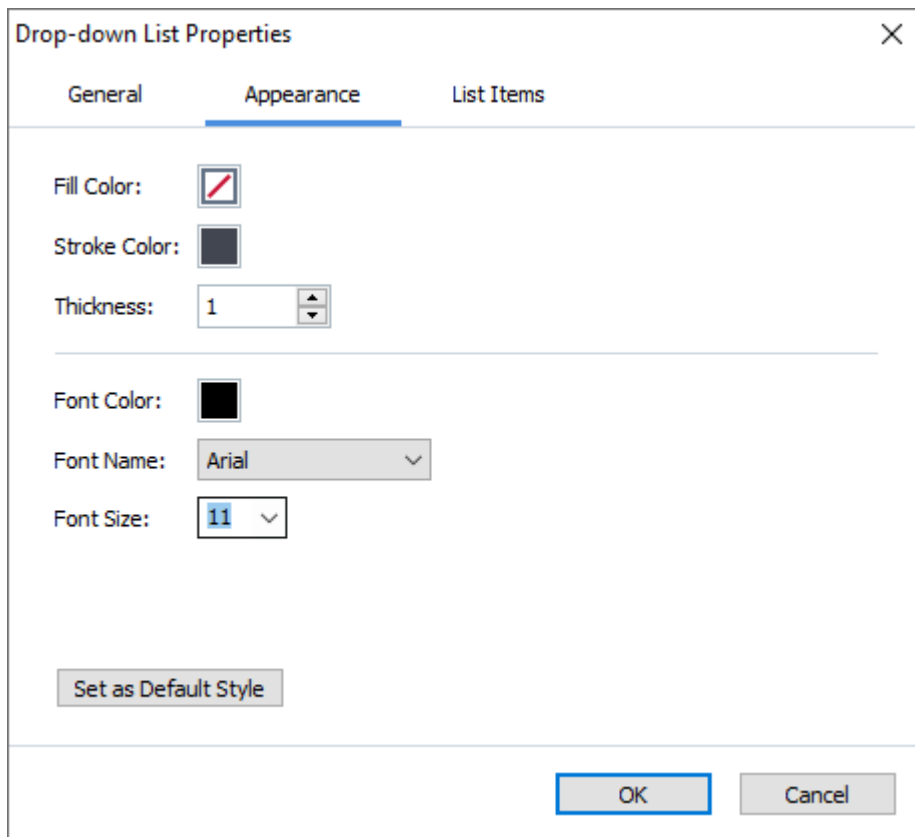 Drop-down List Properties
General Appearance List Items
Fill Color:
Stroke Color:
Thickness: 1
Font Color:
Font Name: Arial
Font Size: 11
Set as Default Style
OK Cancel